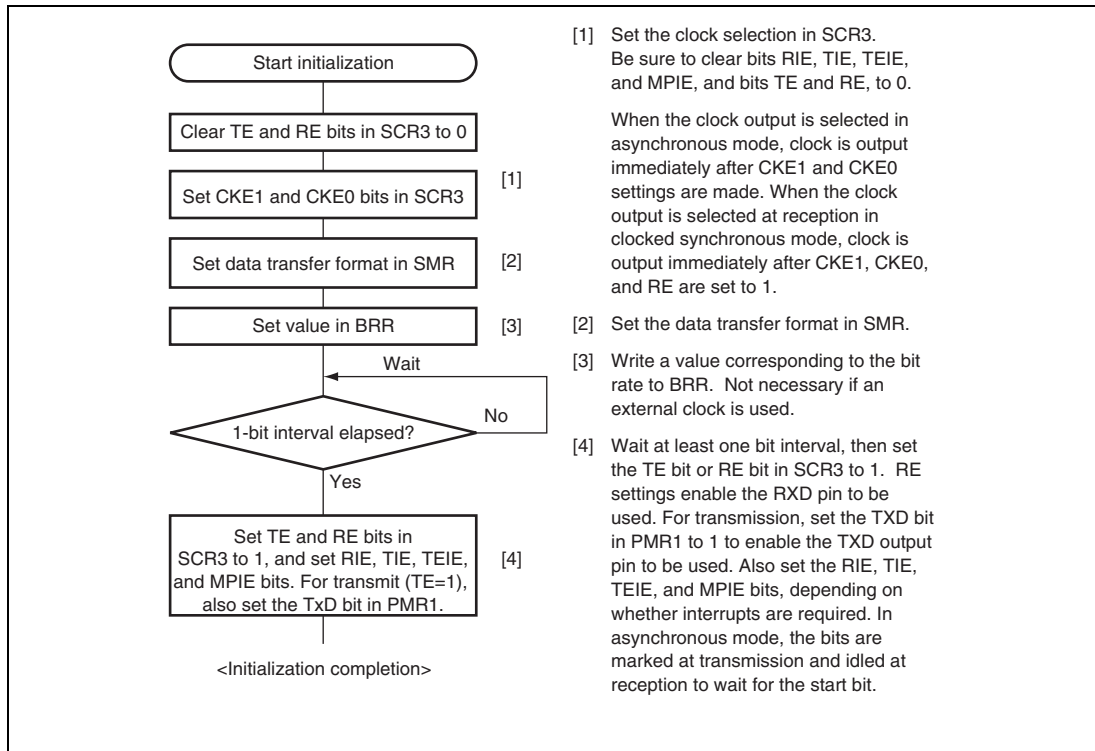 Start initialization
Clear TE and RE bits in SCR3 to 0
Set CKE1 and CKE0 bits in SCR3
[1]
Set data transfer format in SMR
[2]
Set value in BRR
[3]
Wait
1-bit interval elapsed?
No
Yes
Set TE and RE bits in
SCR3 to 1, and set RIE, TIE, TEIE,
and MPIE bits. For transmit (TE=1),
also set the TxD bit in PMR1.
[4]
<Initialization completion>
[1] Set the clock selection in SCR3.
Be sure to clear bits RIE, TIE, TEIE,
and MPIE, and bits TE and RE, to 0.
When the clock output is selected in
asynchronous mode, clock is output
immediately after CKE1 and CKE0
settings are made. When the clock
output is selected at reception in
clocked synchronous mode, clock is
output immediately after CKE1, CKE0,
and RE are set to 1.
[2] Set the data transfer format in SMR.
[3] Write a value corresponding to the bit
rate to BRR. Not necessary if an
external clock is used.
[4] Wait at least one bit interval, then set
the TE bit or RE bit in SCR3 to 1. RE
settings enable the RXD pin to be
used. For transmission, set the TXD bit
in PMR1 to 1 to enable the TXD output
pin to be used. Also set the RIE, TIE,
TEIE, and MPIE bits, depending on
whether interrupts are required. In
asynchronous mode, the bits are
marked at transmission and idled at
reception to wait for the start bit.